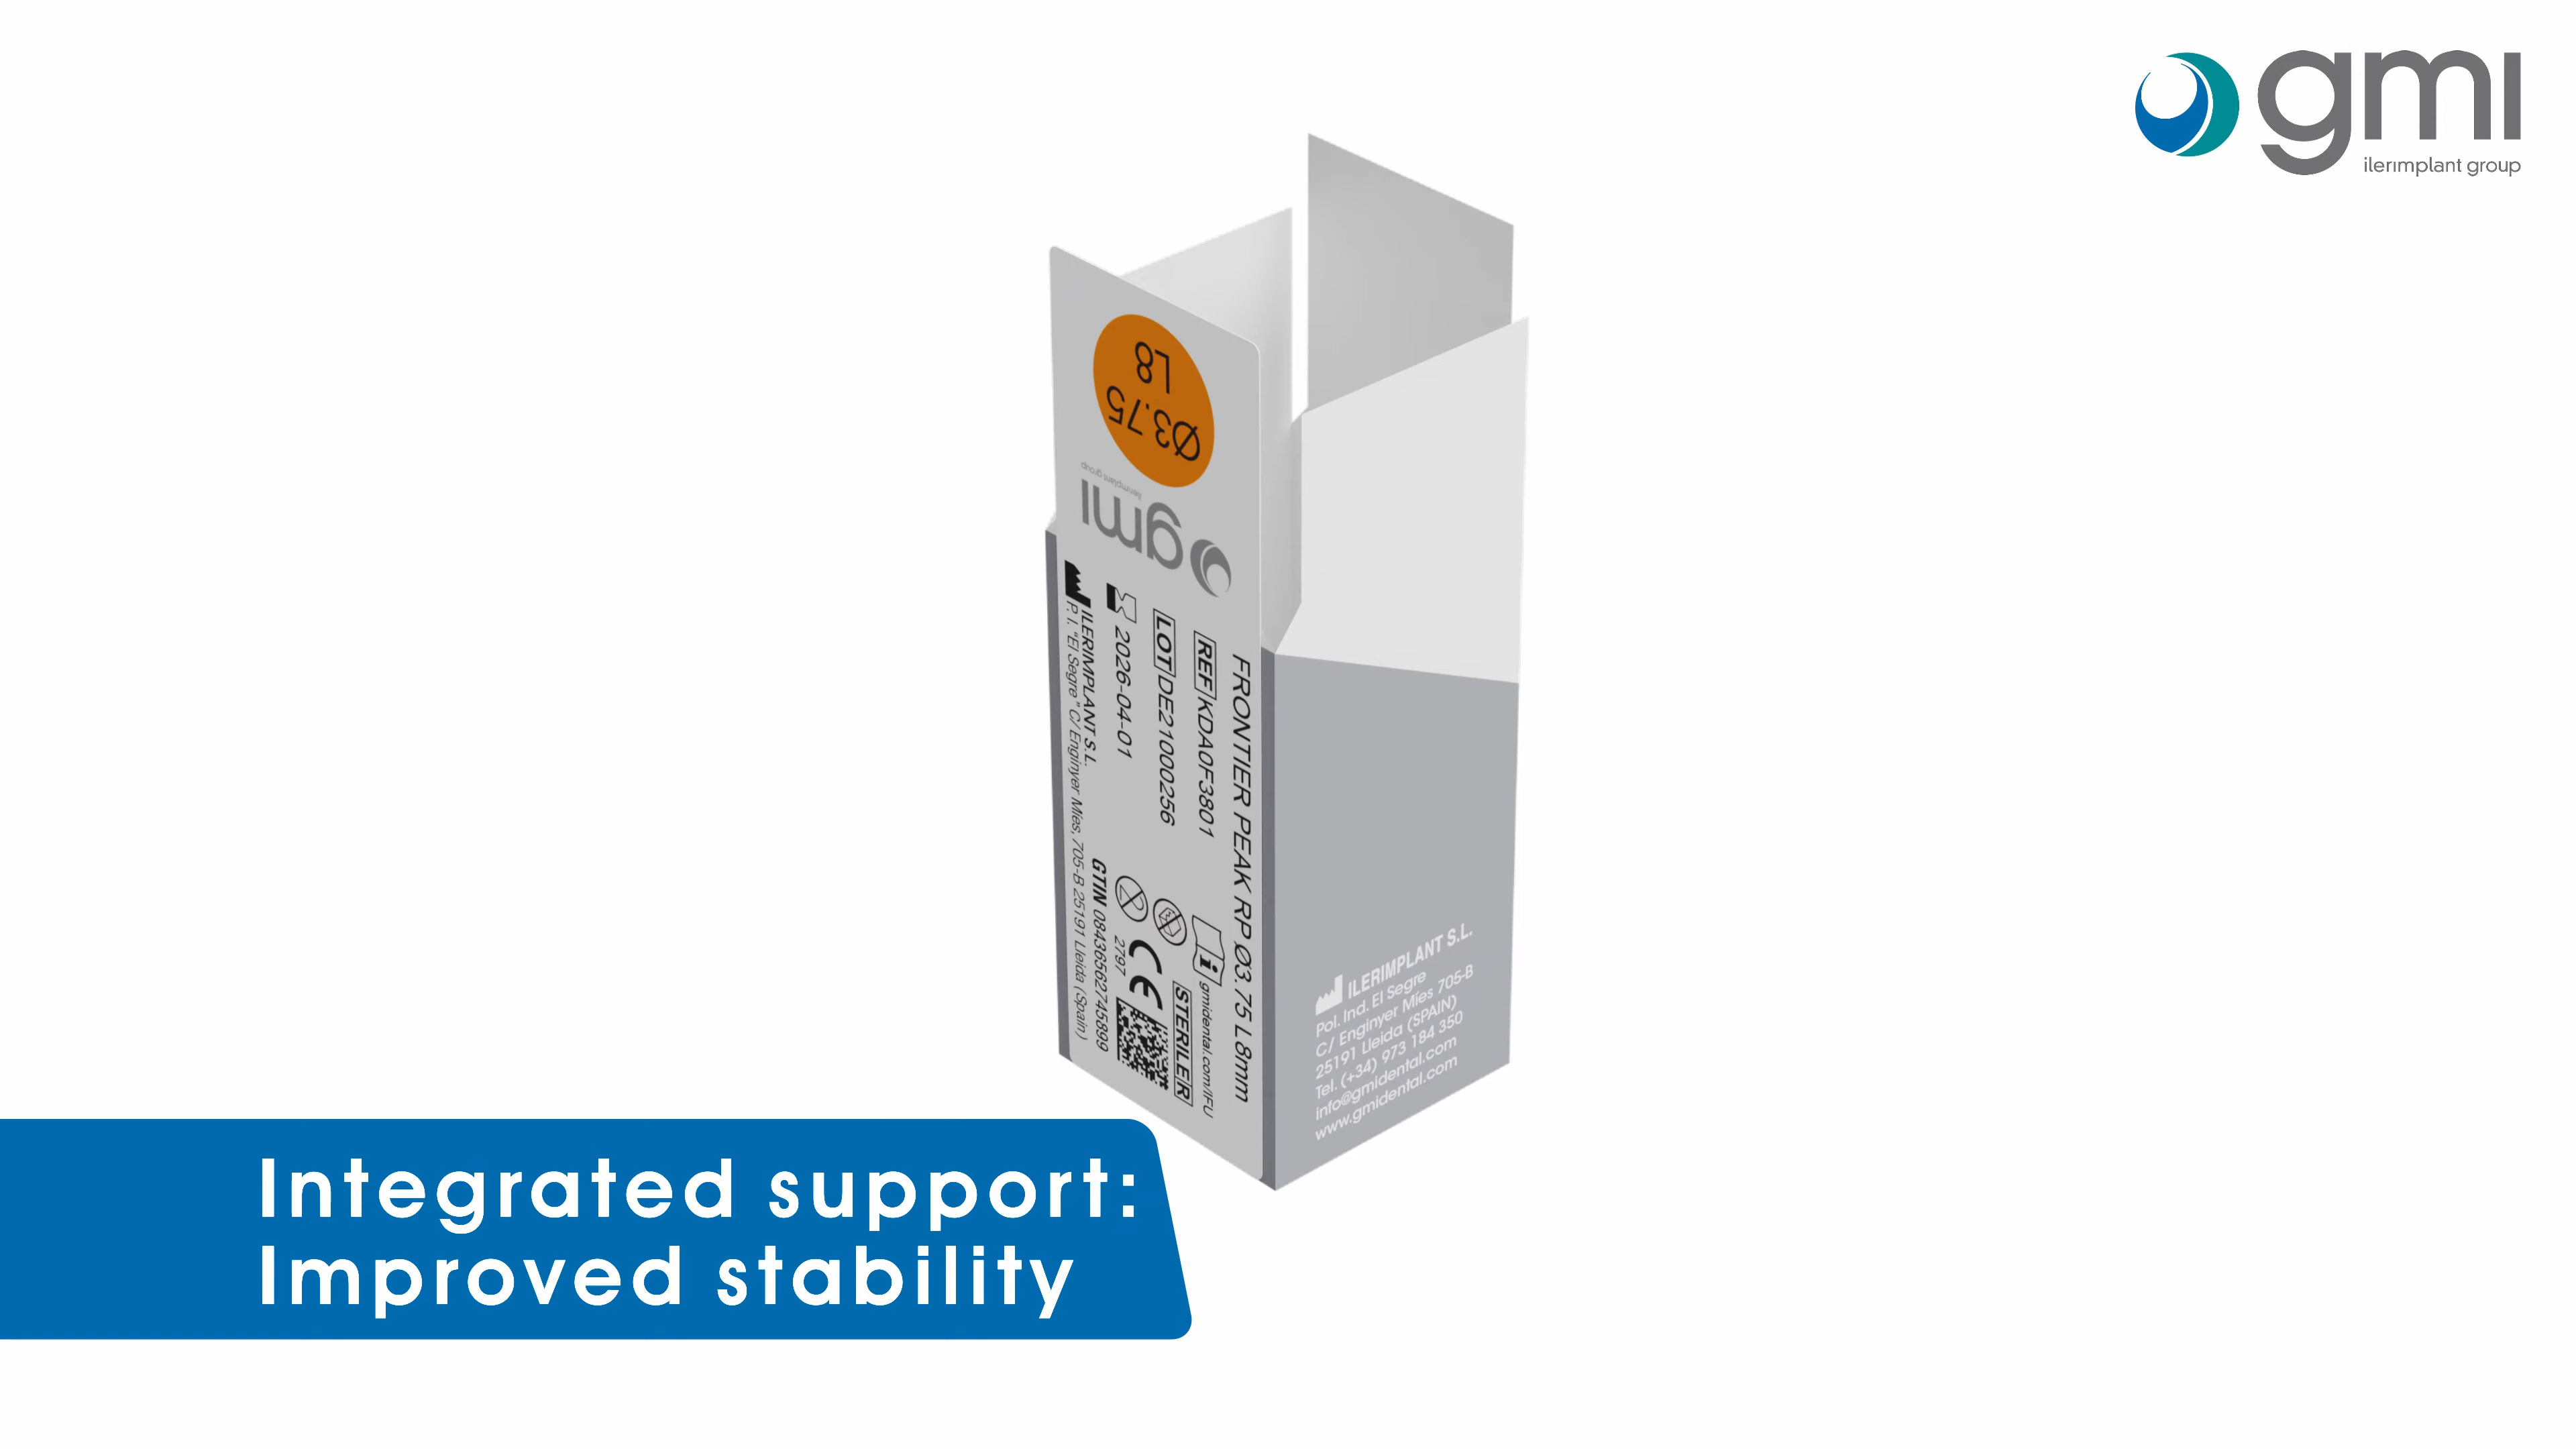 gmi
ilerimplant group
Ø3.75
L8
gmi
ilerimplant group
FRONTIER PEAK RP Ø3.75 L8mm
REF KDA0F3801
LOT DE21000256
2026-04-01
ILERIMPLANT S.L.
P. I. "El Segre" C/ Enginyer Míes, 705-B 25191 Lleida (Spain)
gmidental.com/IFU
STERILE R
CE
2797
GTIN 08436562745899
ILERIMPLANT S.L.
Pol. Ind. El Segre
C/ Enginyer Míes 705-B
25191 Lleida (SPAIN)
Tel. (+34) 973 184 350
info@gmidental.com
www.gmidental.com
Integrated support:
Improved stability